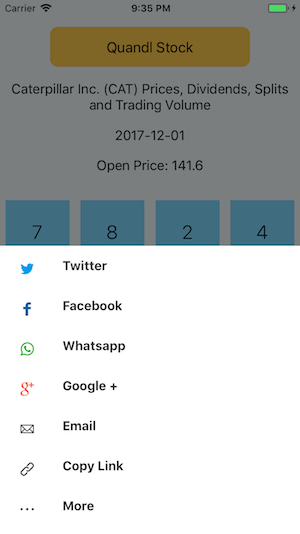 Carrier 9:35 PM
Quandl Stock
Caterpillar Inc. (CAT) Prices, Dividends, Splits
and Trading Volume
2017-12-01
Open Price: 141.6
7 8 2 4
Twitter
Facebook
Whatsapp
Google +
Email
Copy Link
More